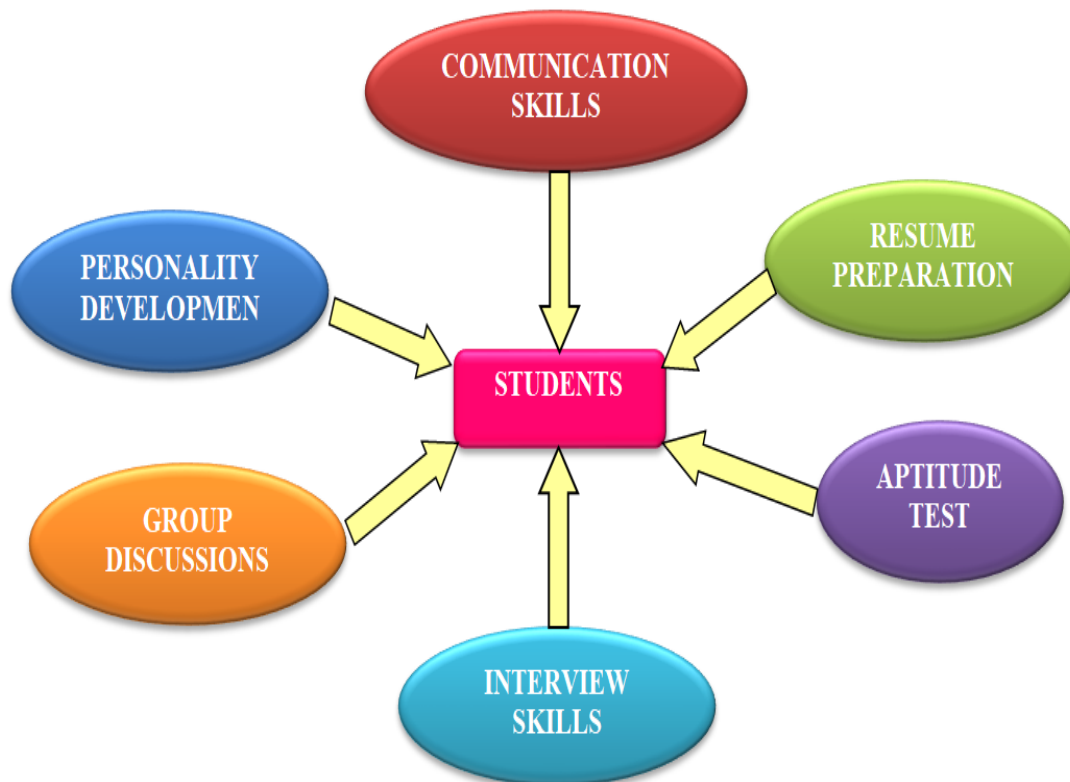 COMMUNICATION
SKILLS
RESUME
PREPARATION
PERSONALITY
DEVELOPMEN
STUDENTS
APTITUDE
TEST
GROUP
DISCUSSIONS
INTERVIEW
SKILLS